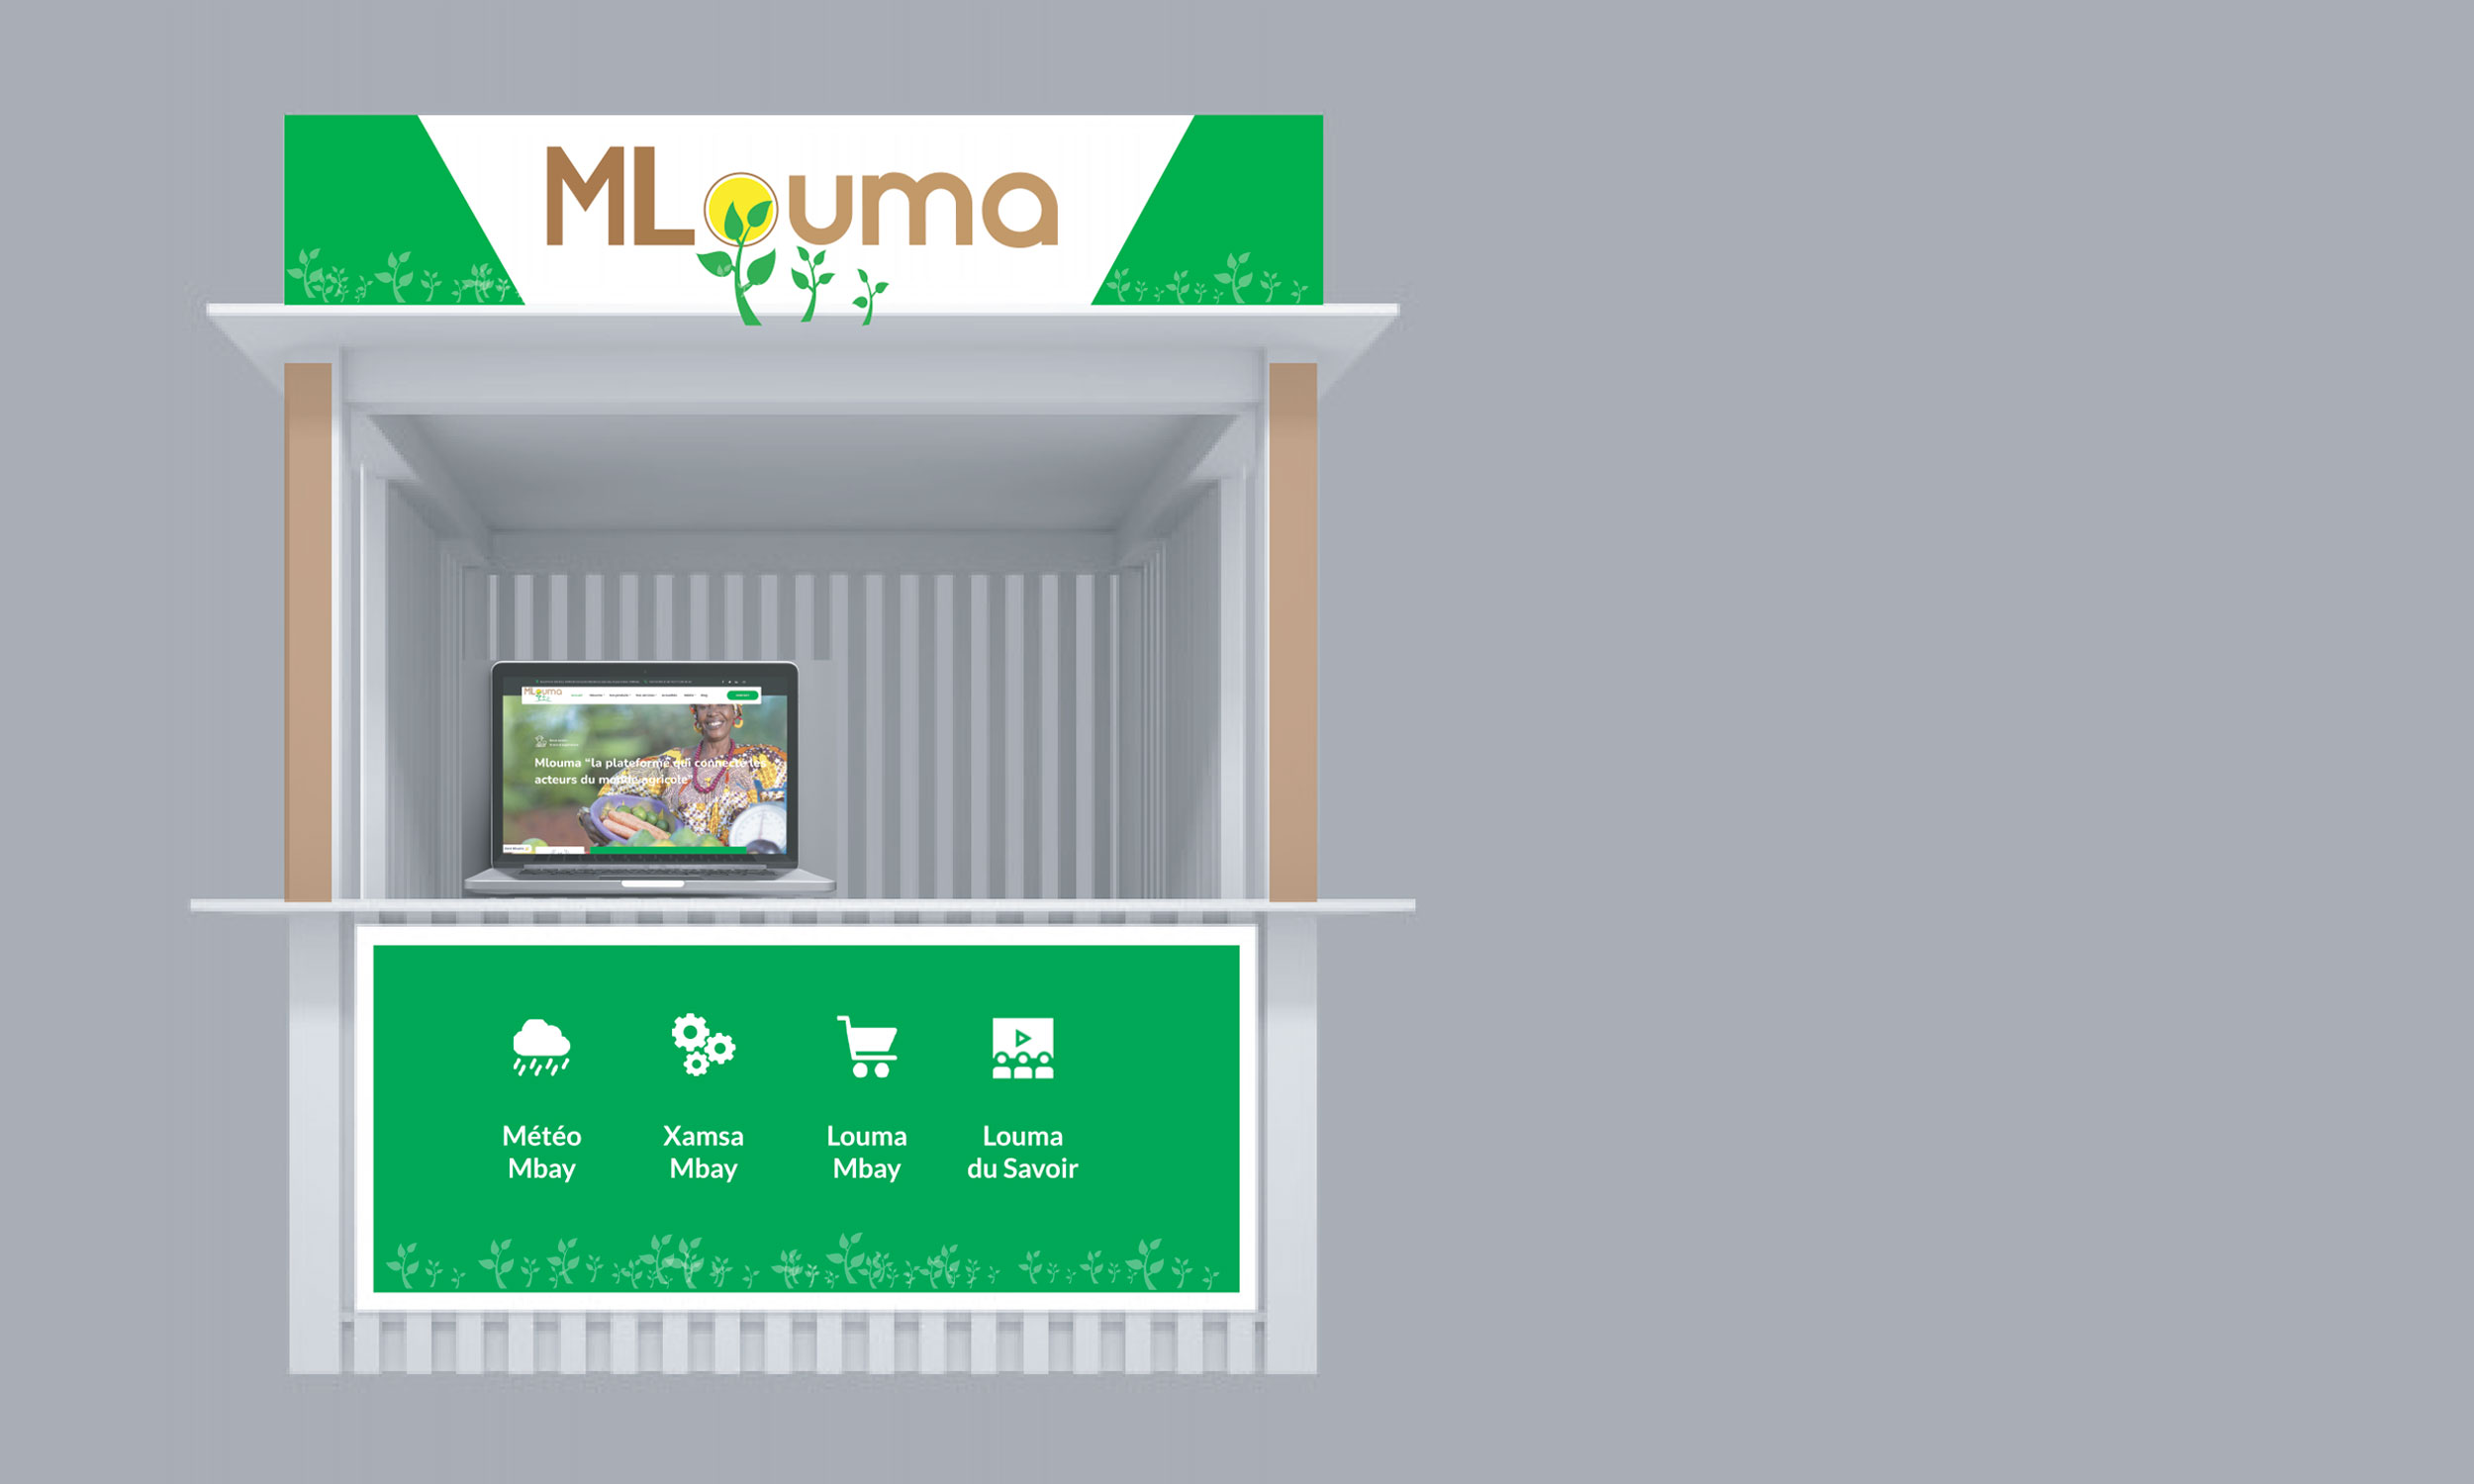 MLouma
MLouma
Mlouma “la plateforme qui connecte les
acteurs du monde agricole”
Météo
Mbay
Xamsa
Mbay
Louma
Mbay
Louma
du Savoir